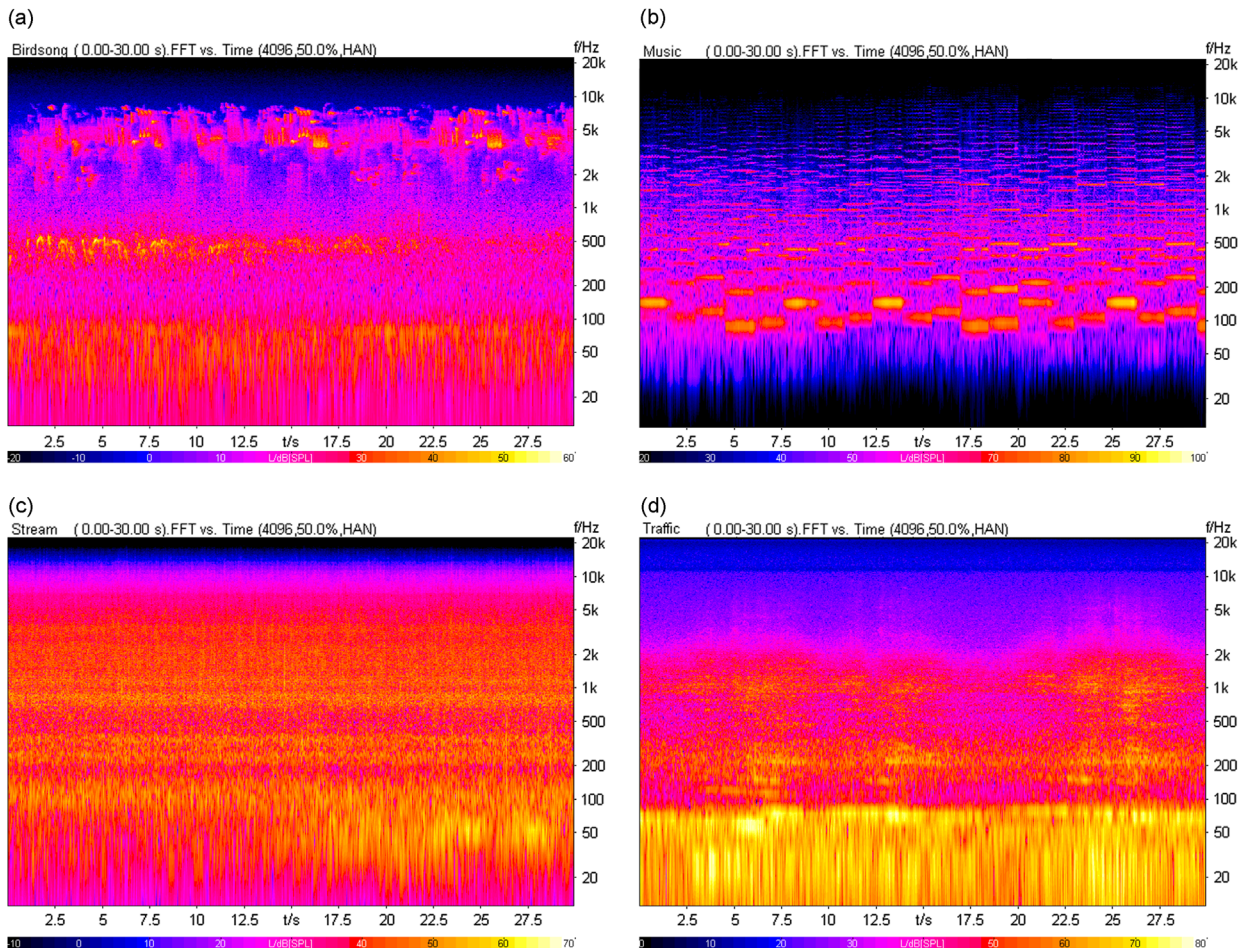 (a)
Birdsong ( 0.00-30.00 s).FFT vs. Time (4096,50.0%,HAN) f/Hz
20k
10k
5k
2k
1k
500
200
100
50
20
2.5 5 7.5 10 12.5 t/s 17.5 20 22.5 25 27.5
-20 -10 0 10 L/dB[SPL] 30 40 50 60
(b)
Music ( 0.00-30.00 s).FFT vs. Time (4096,50.0%,HAN) f/Hz
20k
10k
5k
2k
1k
500
200
100
50
20
2.5 5 7.5 10 12.5 t/s 17.5 20 22.5 25 27.5
20 30 40 50 L/dB[SPL] 70 80 90 100
(c)
Stream ( 0.00-30.00 s).FFT vs. Time (4096,50.0%,HAN) f/Hz
20k
10k
5k
2k
1k
500
200
100
50
20
2.5 5 7.5 10 12.5 t/s 17.5 20 22.5 25 27.5
-10 0 10 20 L/dB[SPL] 40 50 60 70
(d)
Traffic ( 0.00-30.00 s).FFT vs. Time (4096,50.0%,HAN) f/Hz
20k
10k
5k
2k
1k
500
200
100
50
20
2.5 5 7.5 10 12.5 t/s 17.5 20 22.5 25 27.5
0 10 20 30 L/dB[SPL] 50 60 70 80